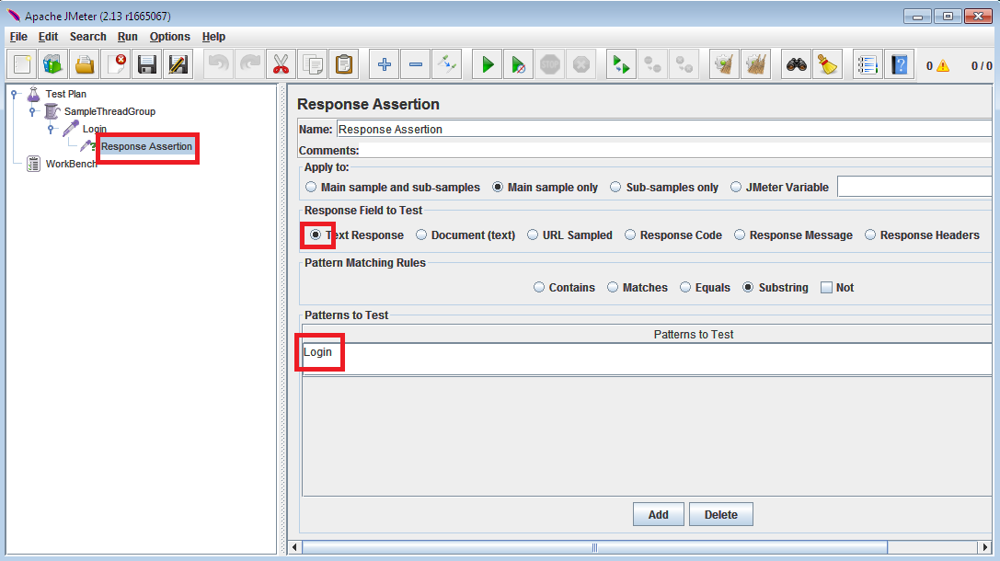 Apache JMeter (2.13 r1665067)
File Edit Search Run Options Help
STOP
0 0 / 0
Test Plan
SampleThreadGroup
Login
Response Assertion
WorkBench
Response Assertion
Name: Response Assertion
Comments:
Apply to:
Main sample and sub-samples Main sample only Sub-samples only JMeter Variable
Response Field to Test
Text Response Document (text) URL Sampled Response Code Response Message Response Headers
Pattern Matching Rules
Contains Matches Equals Substring Not
Patterns to Test
Patterns to Test
Login
Add Delete